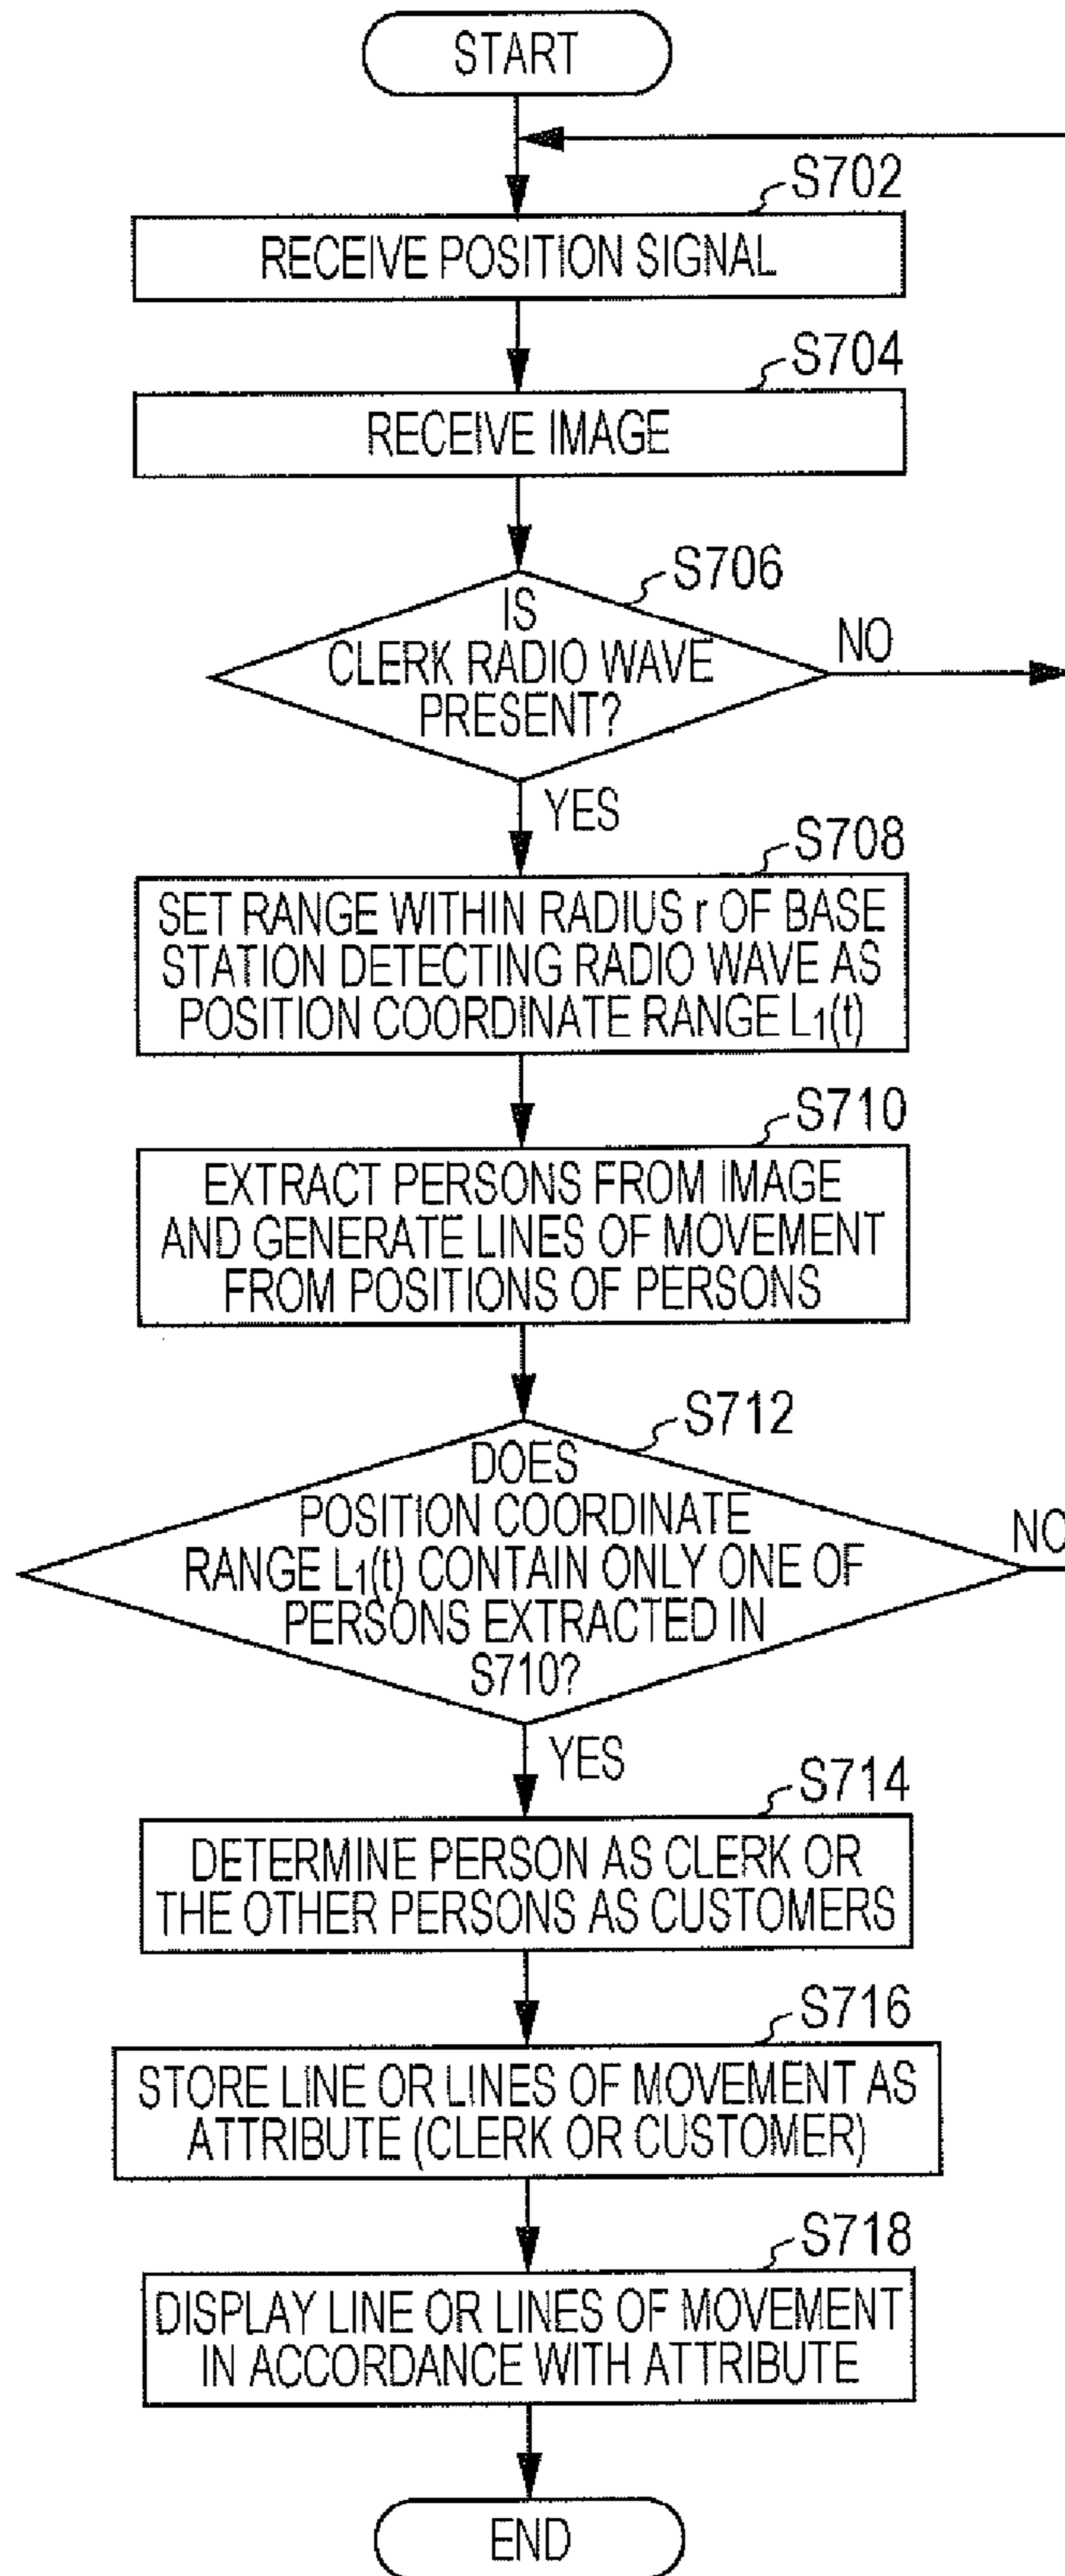 START
S702
RECEIVE POSITION SIGNAL
S704
RECEIVE IMAGE
S706
IS
CLERK RADIO WAVE
PRESENT?
NO
YES
S708
SET RANGE WITHIN RADIUS r OF BASE
STATION DETECTING RADIO WAVE AS
POSITION COORDINATE RANGE L1(t)
S710
EXTRACT PERSONS FROM IMAGE
AND GENERATE LINES OF MOVEMENT
FROM POSITIONS OF PERSONS
S712
DOES
POSITION COORDINATE
RANGE L1(t) CONTAIN ONLY ONE OF
PERSONS EXTRACTED IN
S710?
NO
YES
S714
DETERMINE PERSON AS CLERK OR
THE OTHER PERSONS AS CUSTOMERS
S716
STORE LINE OR LINES OF MOVEMENT AS
ATTRIBUTE (CLERK OR CUSTOMER)
S718
DISPLAY LINE OR LINES OF MOVEMENT
IN ACCORDANCE WITH ATTRIBUTE
END